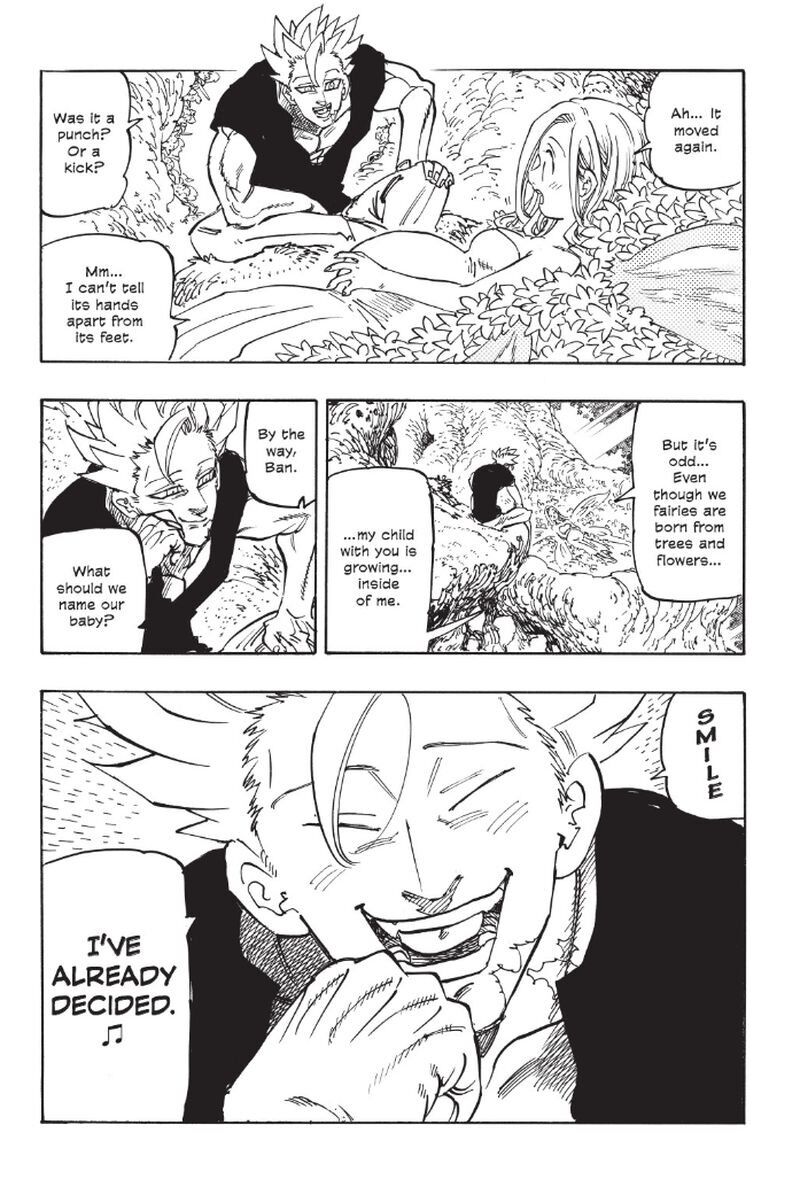 Ah... It
moved
again.
Was it a
punch?
Or a
kick?
Mm...
I can't tell
its hands
apart from
its feet.
But it's
odd...
Even
though we
fairies are
born from
trees and
flowers...
...my child
with you is
growing...
inside
of me.
By the
way,
Ban.
What
should we
name our
baby?
SMILE
I'VE
ALREADY
DECIDED.
♫